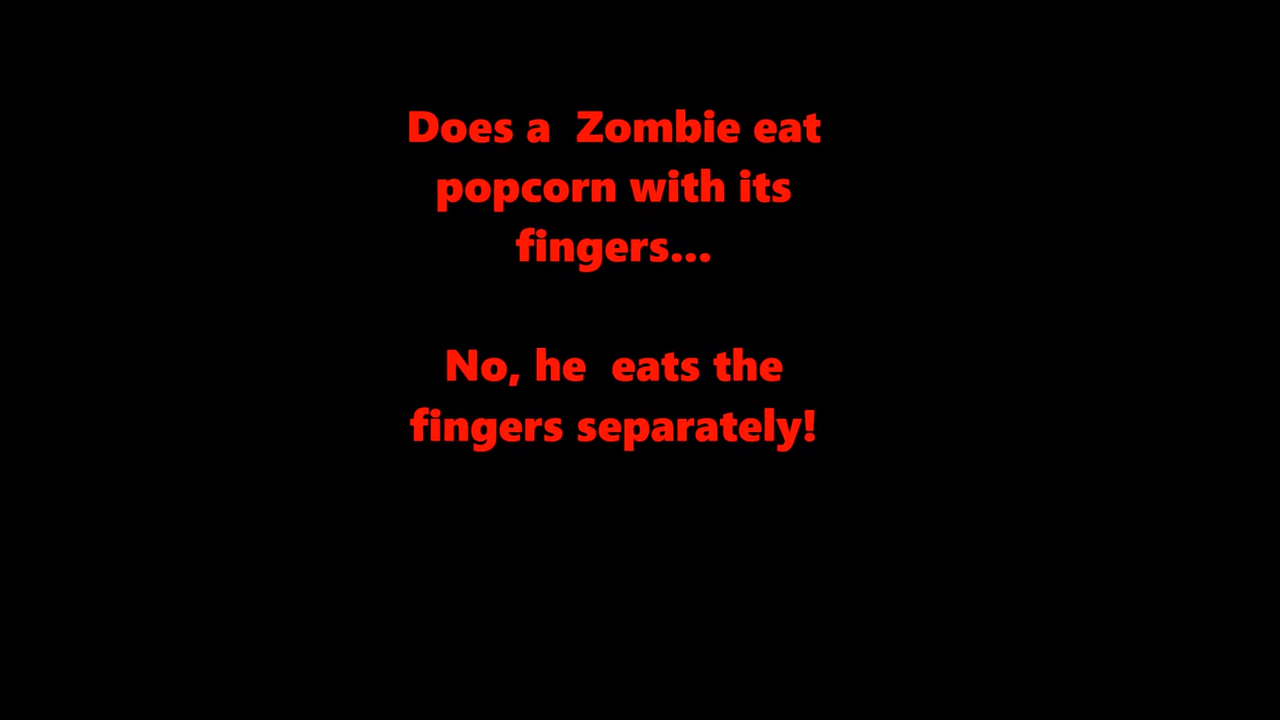 Does a  Zombie eat
popcorn with its
fingers...
No, he  eats the
fingers separately!